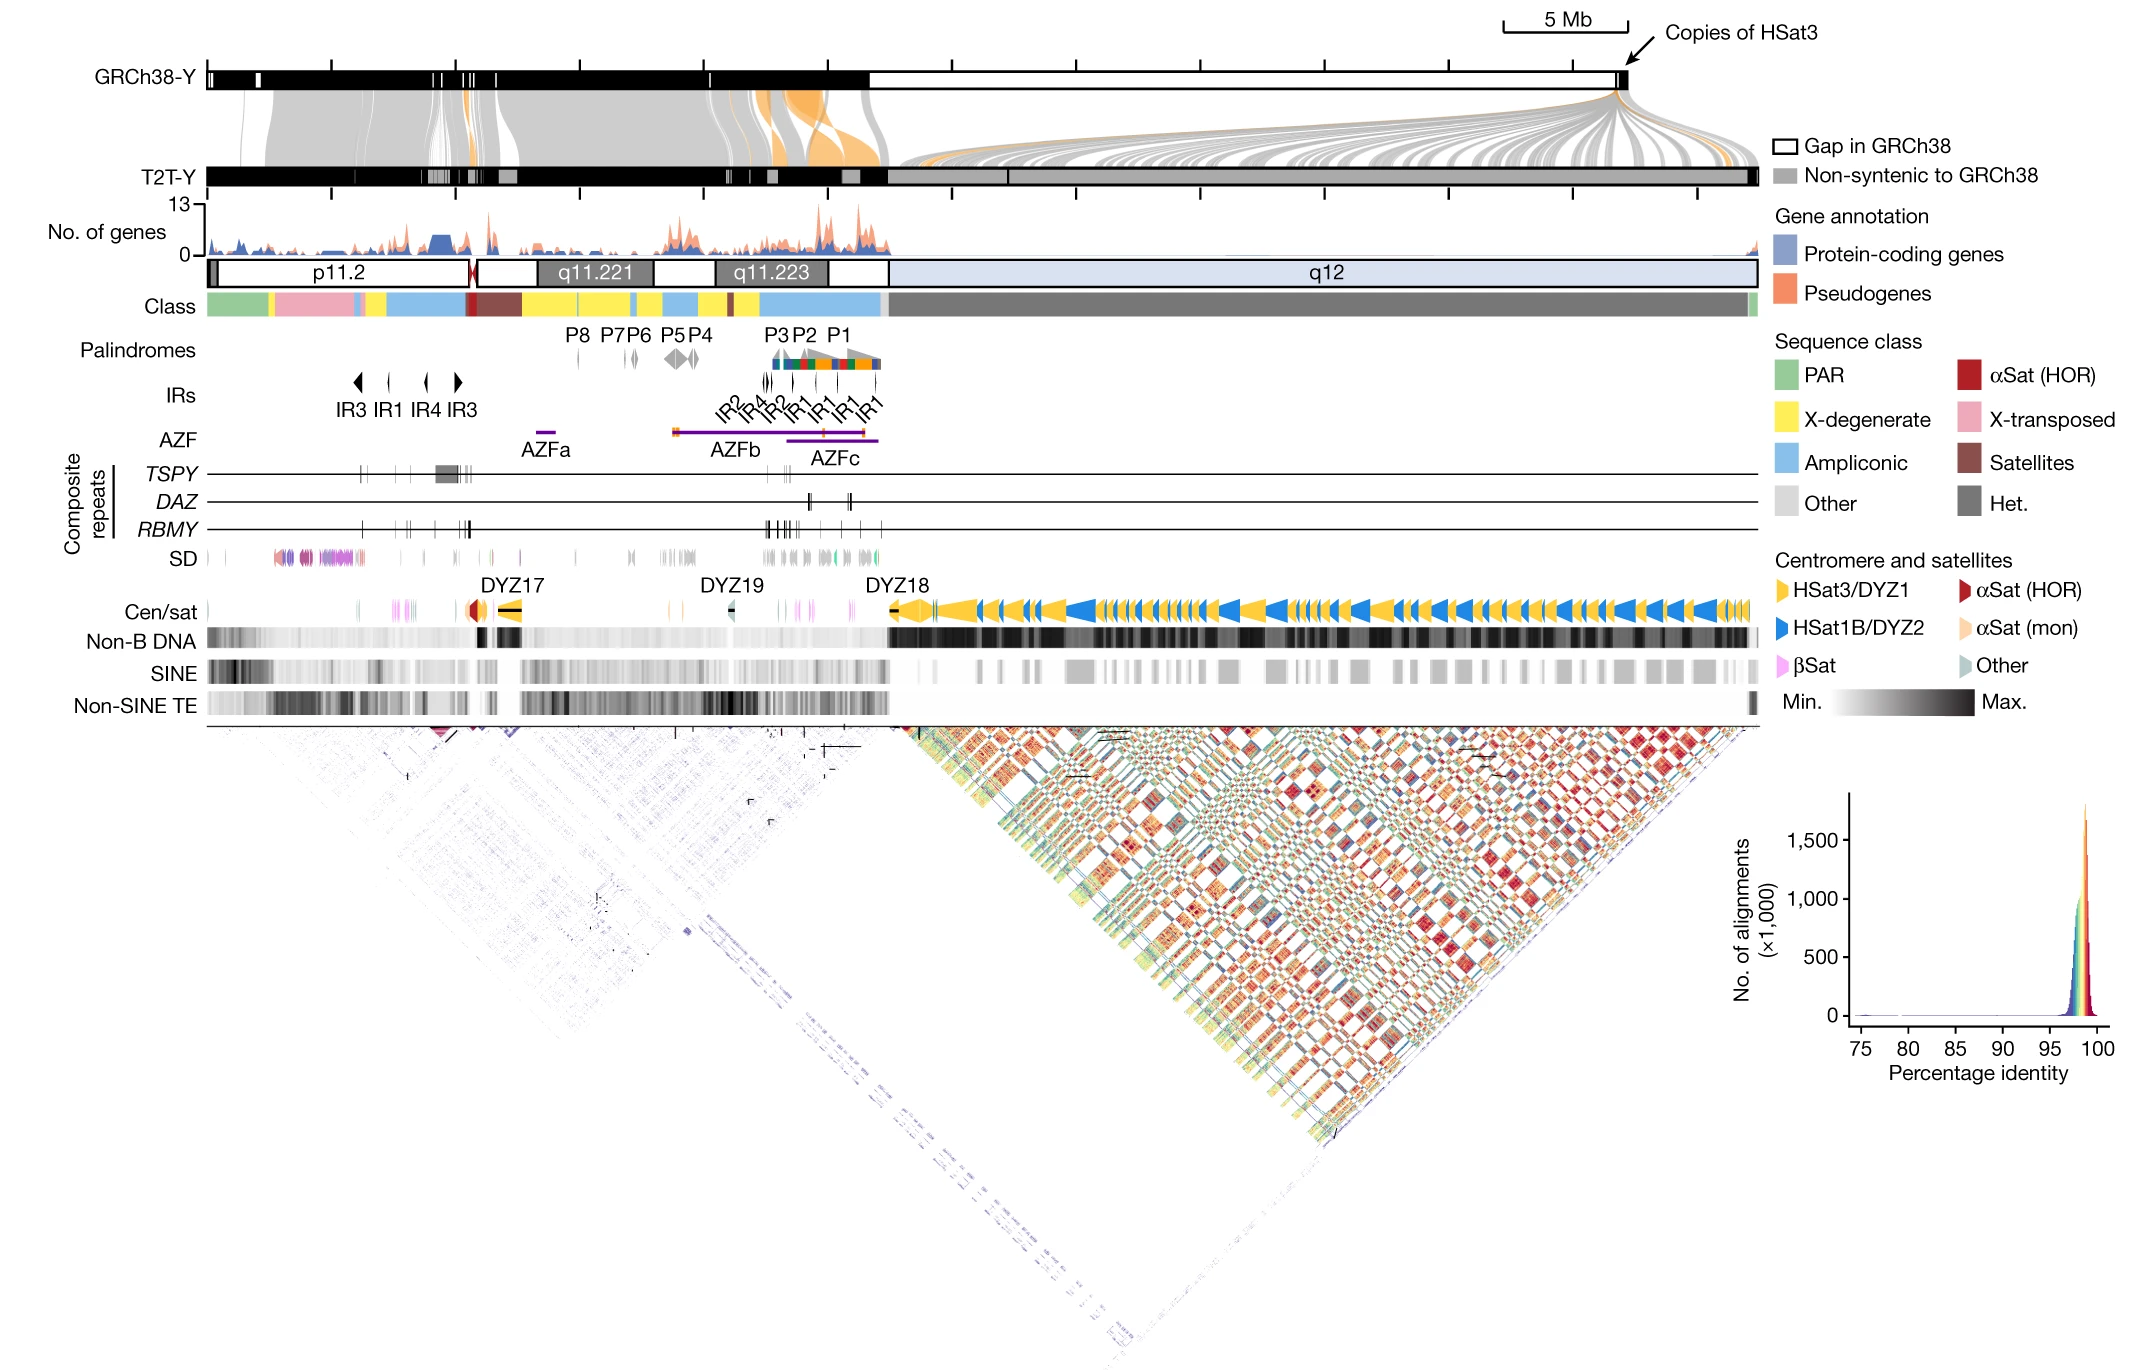 5 Mb
Copies of HSat3
GRCh38-Y
T2T-Y
Gap in GRCh38
Non-syntenic to GRCh38
13
No. of genes
0
Gene annotation
Protein-coding genes
Pseudogenes
p11.2 q11.221 q11.223 q12
Class
P8 P7 P6 P5 P4 P3 P2 P1
Palindromes
IRs
IR3 IR1 IR4 IR3 IR2 IR4 IR2 IR1 IR1 IR1 IR1
AZF
AZFa AZFb AZFc
Composite
repeats
TSPY
DAZ
RBMY
SD
DYZ17 DYZ19 DYZ18
Cen/sat
Non-B DNA
SINE
Non-SINE TE
Sequence class
PAR αSat (HOR)
X-degenerate X-transposed
Ampliconic Satellites
Other Het.
Centromere and satellites
HSat3/DYZ1 αSat (HOR)
HSat1B/DYZ2 αSat (mon)
βSat Other
Min. Max.
No. of alignments
(×1,000)
1,500
1,000
500
0
75 80 85 90 95 100
Percentage identity